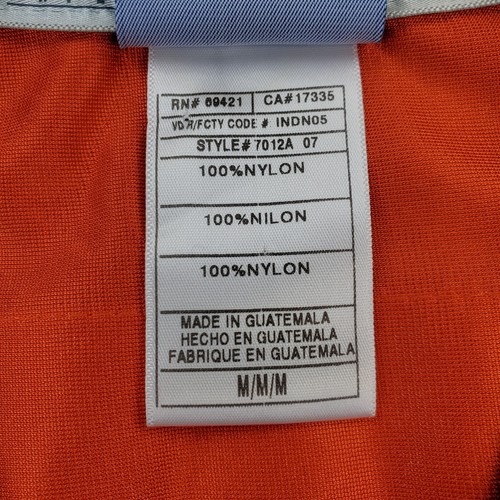 RN# 69421 CA#17335
VDR/FCTY CODE # INDN05
STYLE# 7012A 07
100%NYLON
100%NILON
100%NYLON
MADE IN GUATEMALA
HECHO EN GUATEMALA
FABRIQUE EN GUATEMALA
M/M/M